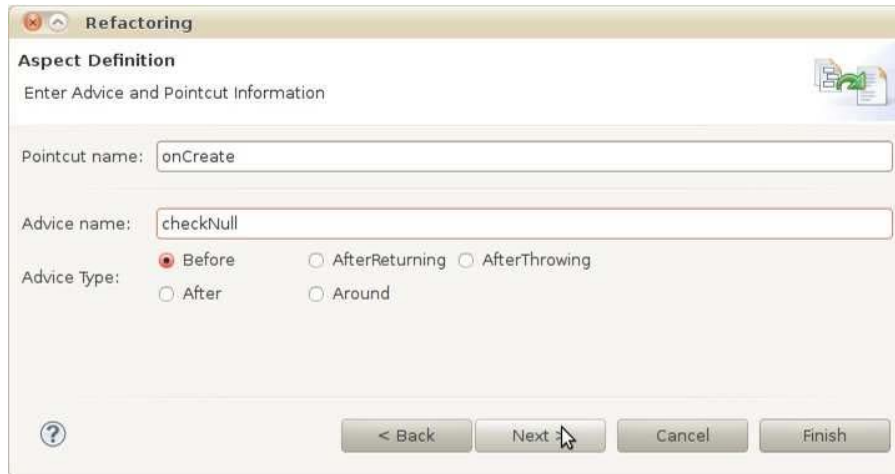 Refactoring
Aspect Definition
Enter Advice and Pointcut Information
Pointcut name: onCreate
Advice name: checkNull
Advice Type:
Before AfterReturning AfterThrowing
After Around
? < Back Next > Cancel Finish